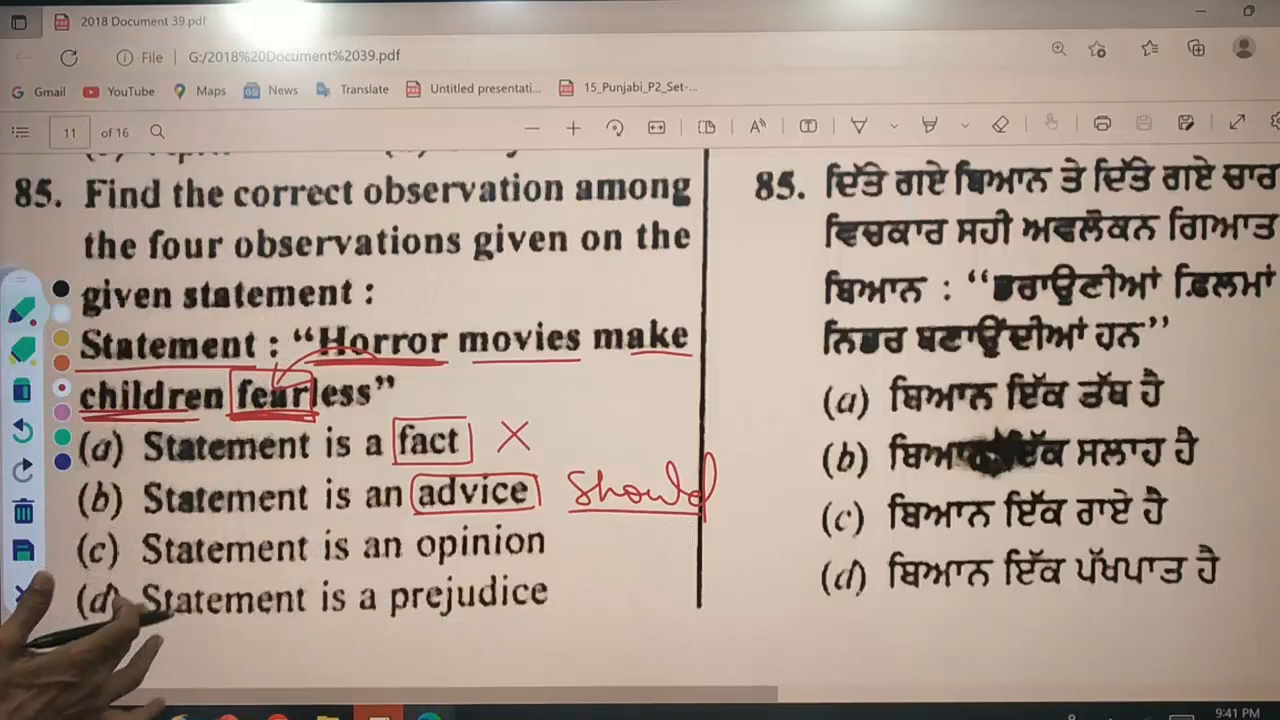 2018 Document 39.pdf
File G:/2018%20Document%2039.pdf
Gmail YouTube Maps News Translate Untitled presentati... 15_Punjabi_P2_Set-...
11 of 16
85. Find the correct observation among
the four observations given on the
given statement :
Statement : “Horror movies make
children fearless”
(a) Statement is a fact
(b) Statement is an advice should
(c) Statement is an opinion
(d) Statement is a prejudice
85. ਦਿੱਤੇ ਗਏ ਬਿਆਨ ਤੇ ਦਿੱਤੇ ਗਏ ਚਾਰ
ਵਿਚਕਾਰ ਸਹੀ ਅਵਲੋਕਨ ਗਿਆਤ
ਬਿਆਨ : “ਡਰਾਉਣੀਆਂ ਫ਼ਿਲਮਾਂ
ਨਿਡਰ ਬਣਾਉਂਦੀਆਂ ਹਨ”
(a) ਬਿਆਨ ਇੱਕ ਤੱਥ ਹੈ
(b) ਬਿਆਨ ਇੱਕ ਸਲਾਹ ਹੈ
(c) ਬਿਆਨ ਇੱਕ ਰਾਏ ਹੈ
(d) ਬਿਆਨ ਇੱਕ ਪੱਖਪਾਤ ਹੈ
9:41 PM